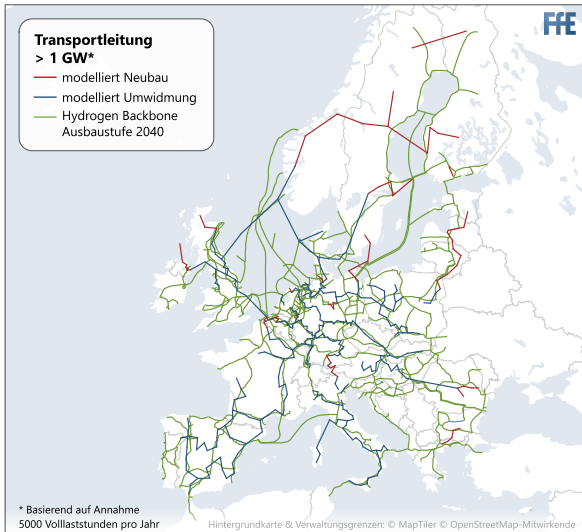 FfE
Transportleitung
> 1 GW*
modelliert Neubau
modelliert Umwidmung
Hydrogen Backbone
Ausbaustufe 2040
* Basierend auf Annahme
5000 Volllaststunden pro Jahr
Hintergrundkarte & Verwaltungsgrenzen: © MapTiler © OpenStreetMap-Mitwirkende